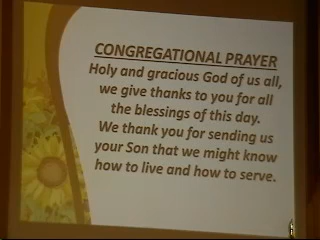 CONGREGATIONAL PRAYER
Holy and gracious God of us all,
we give thanks to you for all
the blessings of this day.
We thank you for sending us
your Son that we might know
how to live and how to serve.